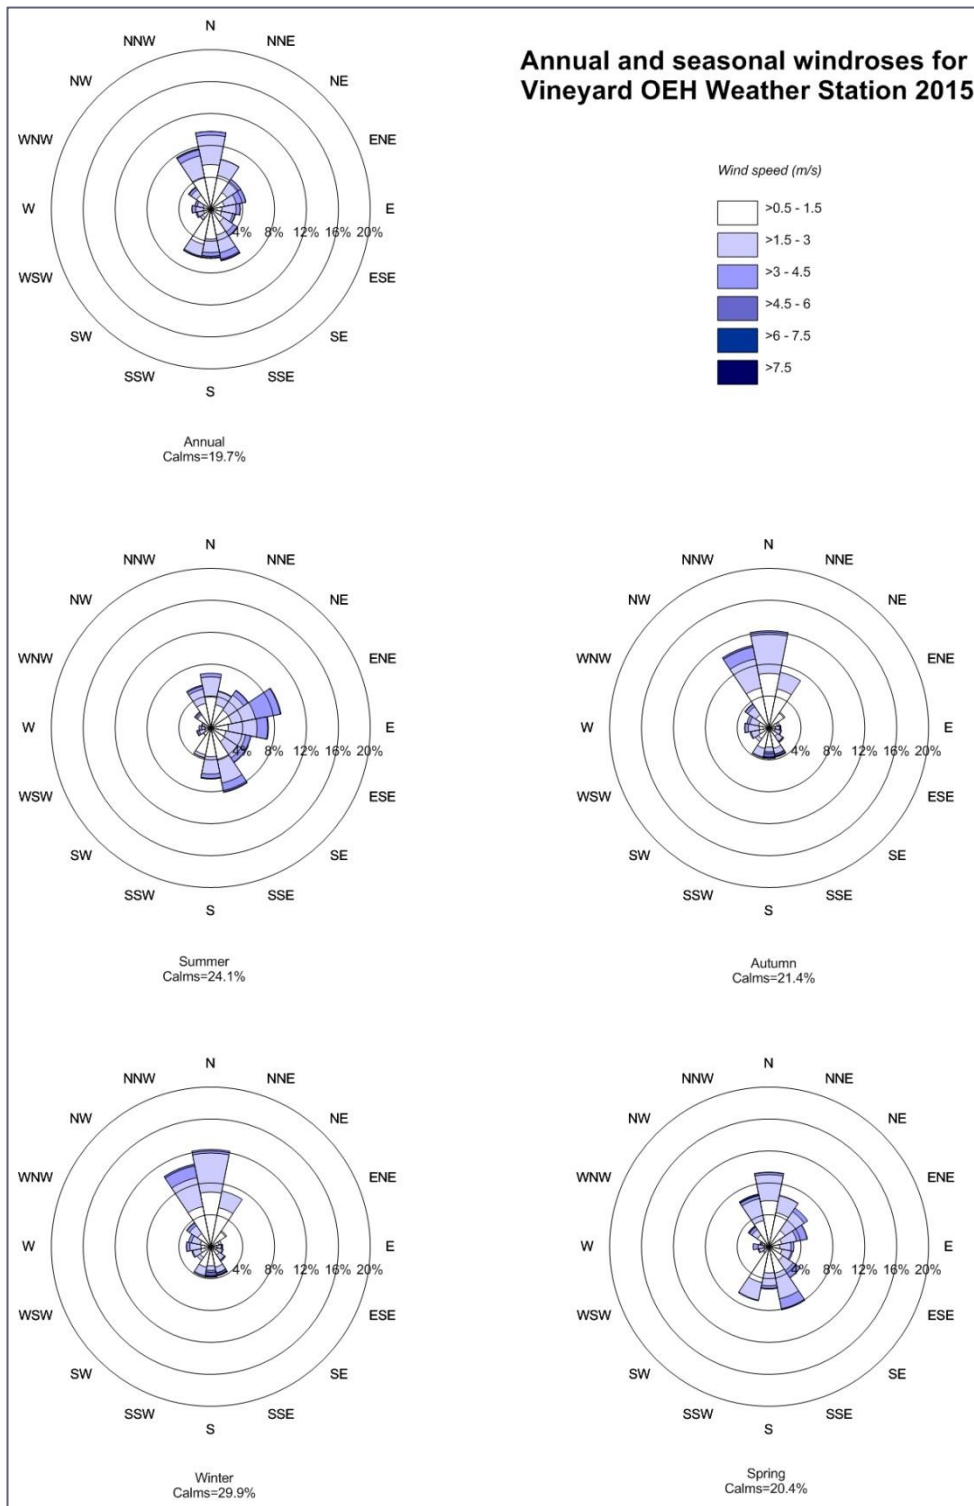 Annual and seasonal windroses for
Vineyard OEH Weather Station 2015
Wind speed (m/s)
>0.5 - 1.5
>1.5 - 3
>3 - 4.5
>4.5 - 6
>6 - 7.5
>7.5
N
NNW NNE
NW NE
WNW ENE
W E
4% 8% 12% 16% 20%
WSW ESE
SW SE
SSW SSE
S
Annual
Calms=19.7%
N
NNW NNE
NW NE
WNW ENE
W E
4% 8% 12% 16% 20%
WSW ESE
SW SE
SSW SSE
S
Summer
Calms=24.1%
N
NNW NNE
NW NE
WNW ENE
W E
4% 8% 12% 16% 20%
WSW ESE
SW SE
SSW SSE
S
Autumn
Calms=21.4%
N
NNW NNE
NW NE
WNW ENE
W E
4% 8% 12% 16% 20%
WSW ESE
SW SE
SSW SSE
S
Winter
Calms=29.9%
N
NNW NNE
NW NE
WNW ENE
W E
4% 8% 12% 16% 20%
WSW ESE
SW SE
SSW SSE
S
Spring
Calms=20.4%